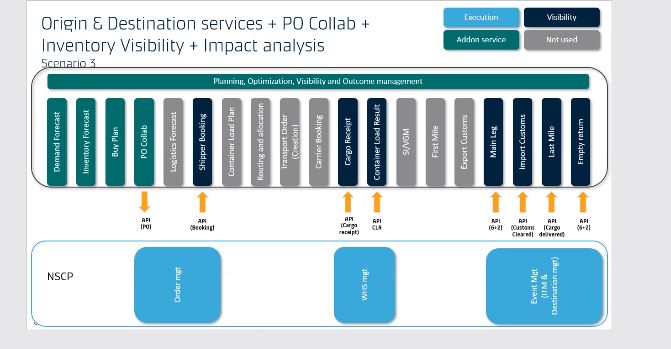 Origin & Destination services + PO Collab +
Inventory Visibility + Impact analysis
Scenario 3
Execution
Visibility
Addon service
Not used
Planning, Optimization, Visibility and Outcome management
Demand Forecast
Inventory Forecast
Buy Plan
PO Collab
Logistics Forecast
Shipper Booking
Container Load Plan
Routing and allocation
Transport Order
(Creation)
Carrier Booking
Cargo Receipt
Container Load Result
SI/VGM
First Mile
Export Customs
Main Leg
Import Customs
Last Mile
Empty return
API
(PO)
API
(Booking)
API
(Cargo
receipt)
API
CLR
API
(6+2)
API
(Customs
Cleared)
API
(Cargo
delivered)
API
(6+2)
NSCP
Order mgt
WHS mgt
Event Mgt
(ITM &
Destination mgt)